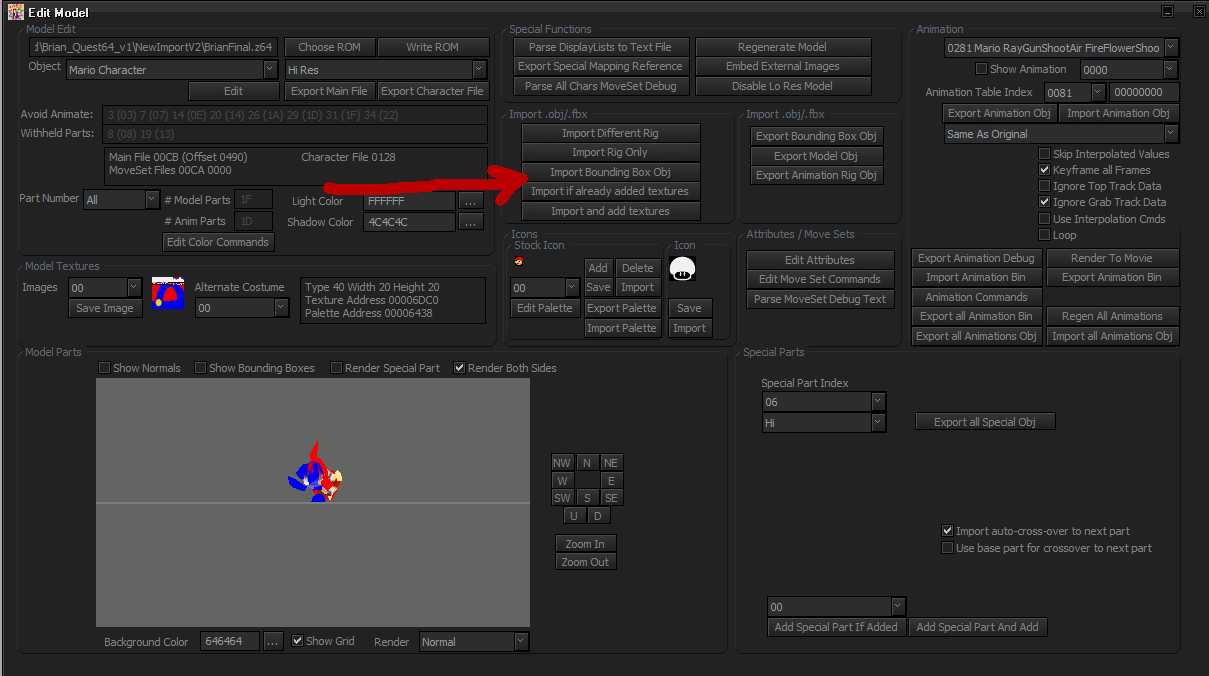 Edit Model
Model Edit
d\Brian_Quest64_v1\NewImportV2\BrianFinal.z64
Choose ROM
Write ROM
Object
Mario Character
Hi Res
Edit
Export Main File
Export Character File
Avoid Animate:
3 (03) 7 (07) 14 (0E) 20 (14) 26 (1A) 29 (1D) 31 (1F) 34 (22)
Withheld Parts:
8 (08) 19 (13)
Main File 00CB (Offset 0490)
Character File 0128
MoveSet Files 00CA 0000
Part Number
All
# Model Parts
1F
Light Color
FFFFFF
...
# Anim Parts
1D
Shadow Color
4C4C4C
...
Edit Color Commands
Model Textures
Images
00
Save Image
Alternate Costume
00
Type 40 Width 20 Height 20
Texture Address 00006DC0
Palette Address 00006438
Special Functions
Parse DisplayLists to Text File
Regenerate Model
Export Special Mapping Reference
Embed External Images
Parse All Chars MoveSet Debug
Disable Lo Res Model
Import .obj/.fbx
Import Different Rig
Import Rig Only
Import Bounding Box Obj
Import if already added textures
Import and add textures
Import .obj/.fbx
Export Bounding Box Obj
Export Model Obj
Export Animation Rig Obj
Icons
Stock Icon
Add
Delete
00
Save
Import
Edit Palette
Export Palette
Import Palette
Icon
Save
Import
Attributes / Move Sets
Edit Attributes
Edit Move Set Commands
Parse MoveSet Debug Text
Animation
0281 Mario RayGunShootAir FireFlowerShoo
Show Animation
0000
Animation Table Index
0081
00000000
Export Animation Obj
Import Animation Obj
Same As Original
Skip Interpolated Values
Keyframe all Frames
Ignore Top Track Data
Ignore Grab Track Data
Use Interpolation Cmds
Loop
Export Animation Debug
Render To Movie
Import Animation Bin
Export Animation Bin
Animation Commands
Export all Animation Bin
Regen All Animations
Export all Animations Obj
Import all Animations Obj
Model Parts
Show Normals
Show Bounding Boxes
Render Special Part
Render Both Sides
NW
N
NE
W
E
SW
S
SE
U
D
Zoom In
Zoom Out
Background Color
646464
...
Show Grid
Render
Normal
Special Parts
Special Part Index
06
Hi
Export all Special Obj
Import auto-cross-over to next part
Use base part for crossover to next part
00
Add Special Part If Added
Add Special Part And Add